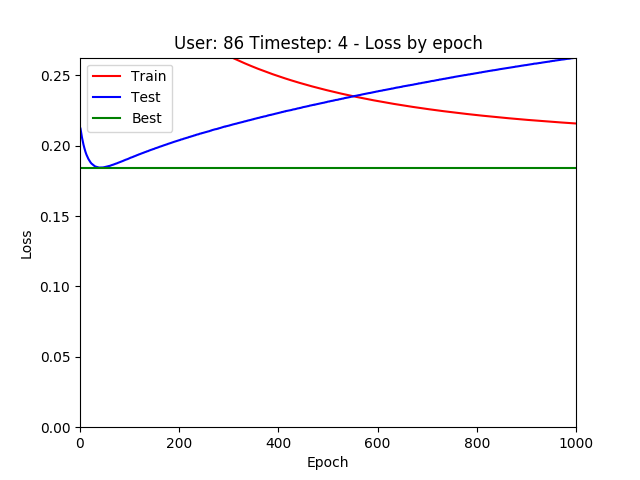 User: 86 Timestep: 4 - Loss by epoch
Train
Test
Best
0.25
0.20
0.15
0.10
0.05
0.00
Loss
0 200 400 600 800 1000
Epoch